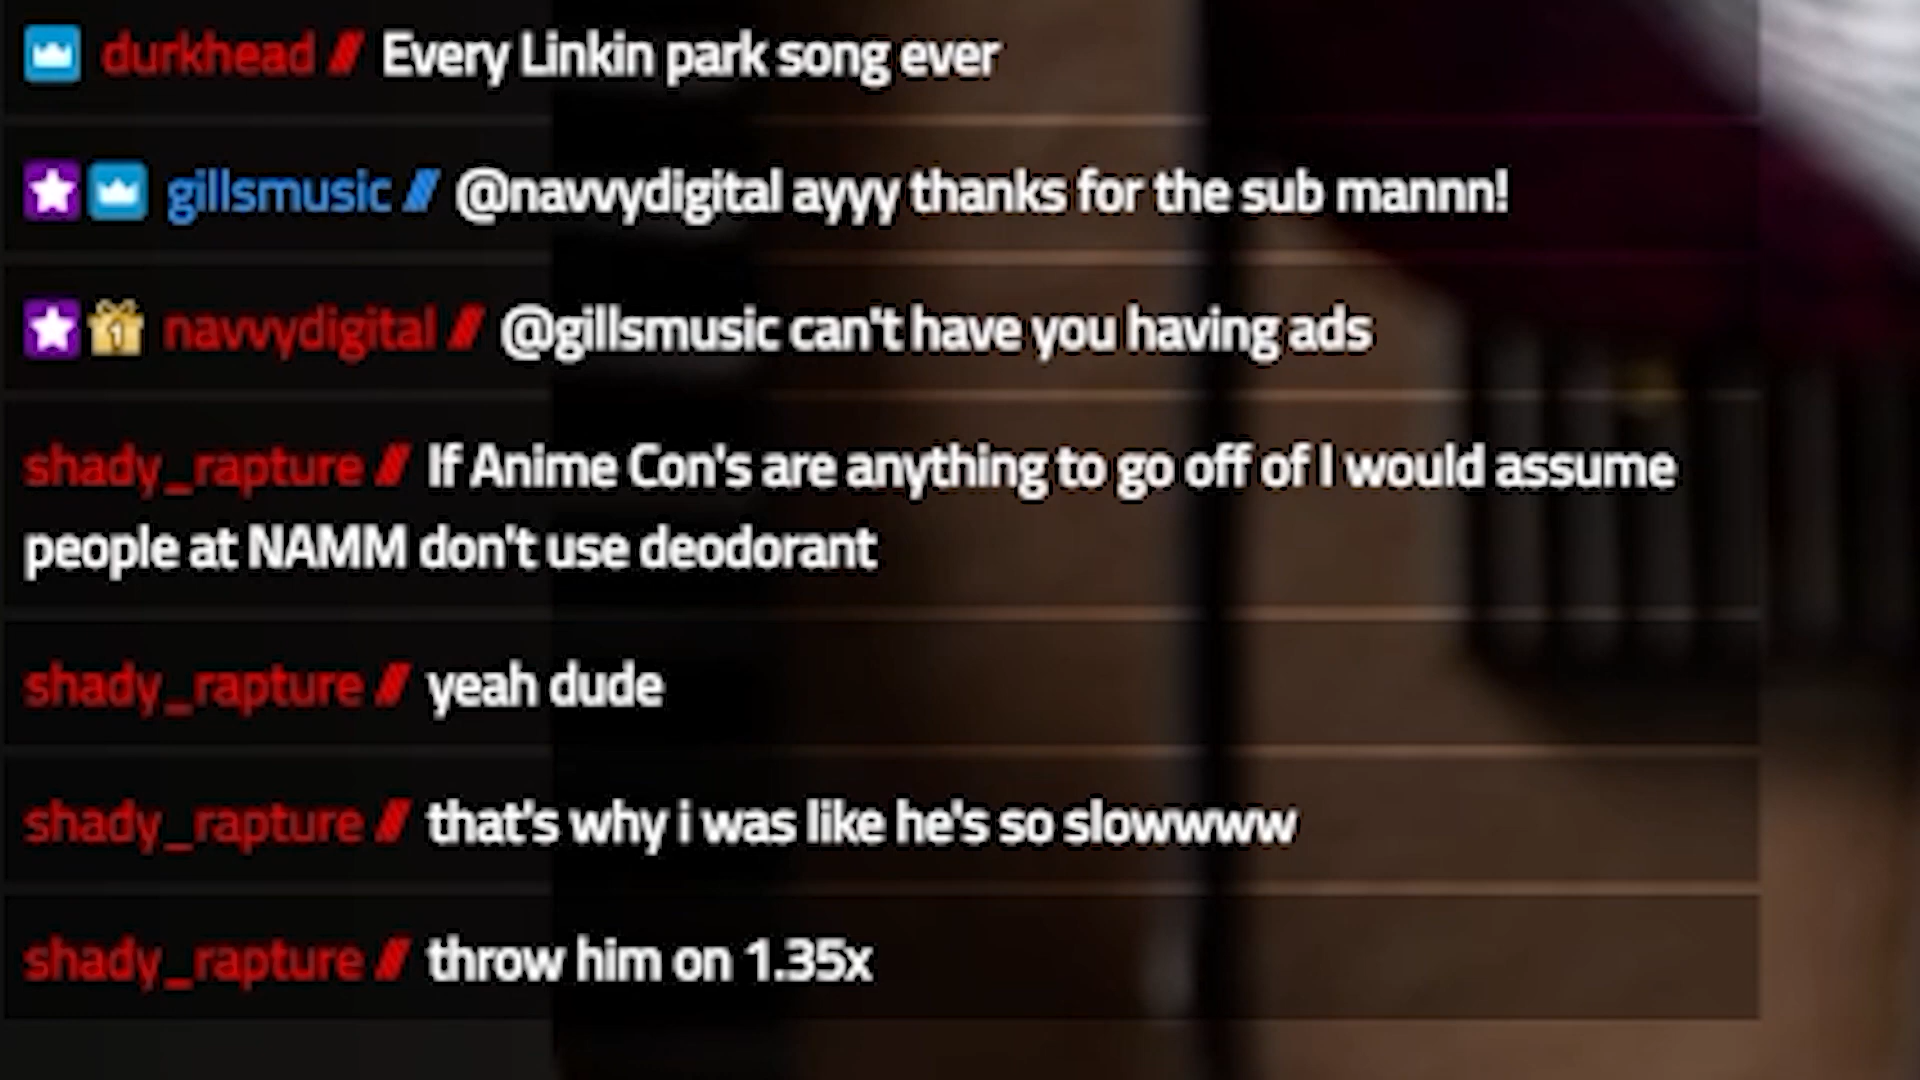 durkhead // Every Linkin park song ever
gillsmusic // @navvydigital ayyy thanks for the sub mannn!
1 navvydigital // @gillsmusic can't have you having ads
shady_rapture // If Anime Con's are anything to go off of I would assume
people at NAMM don't use deodorant
shady_rapture // yeah dude
shady_rapture // that's why i was like he's so slowwww
shady_rapture // throw him on 1.35x